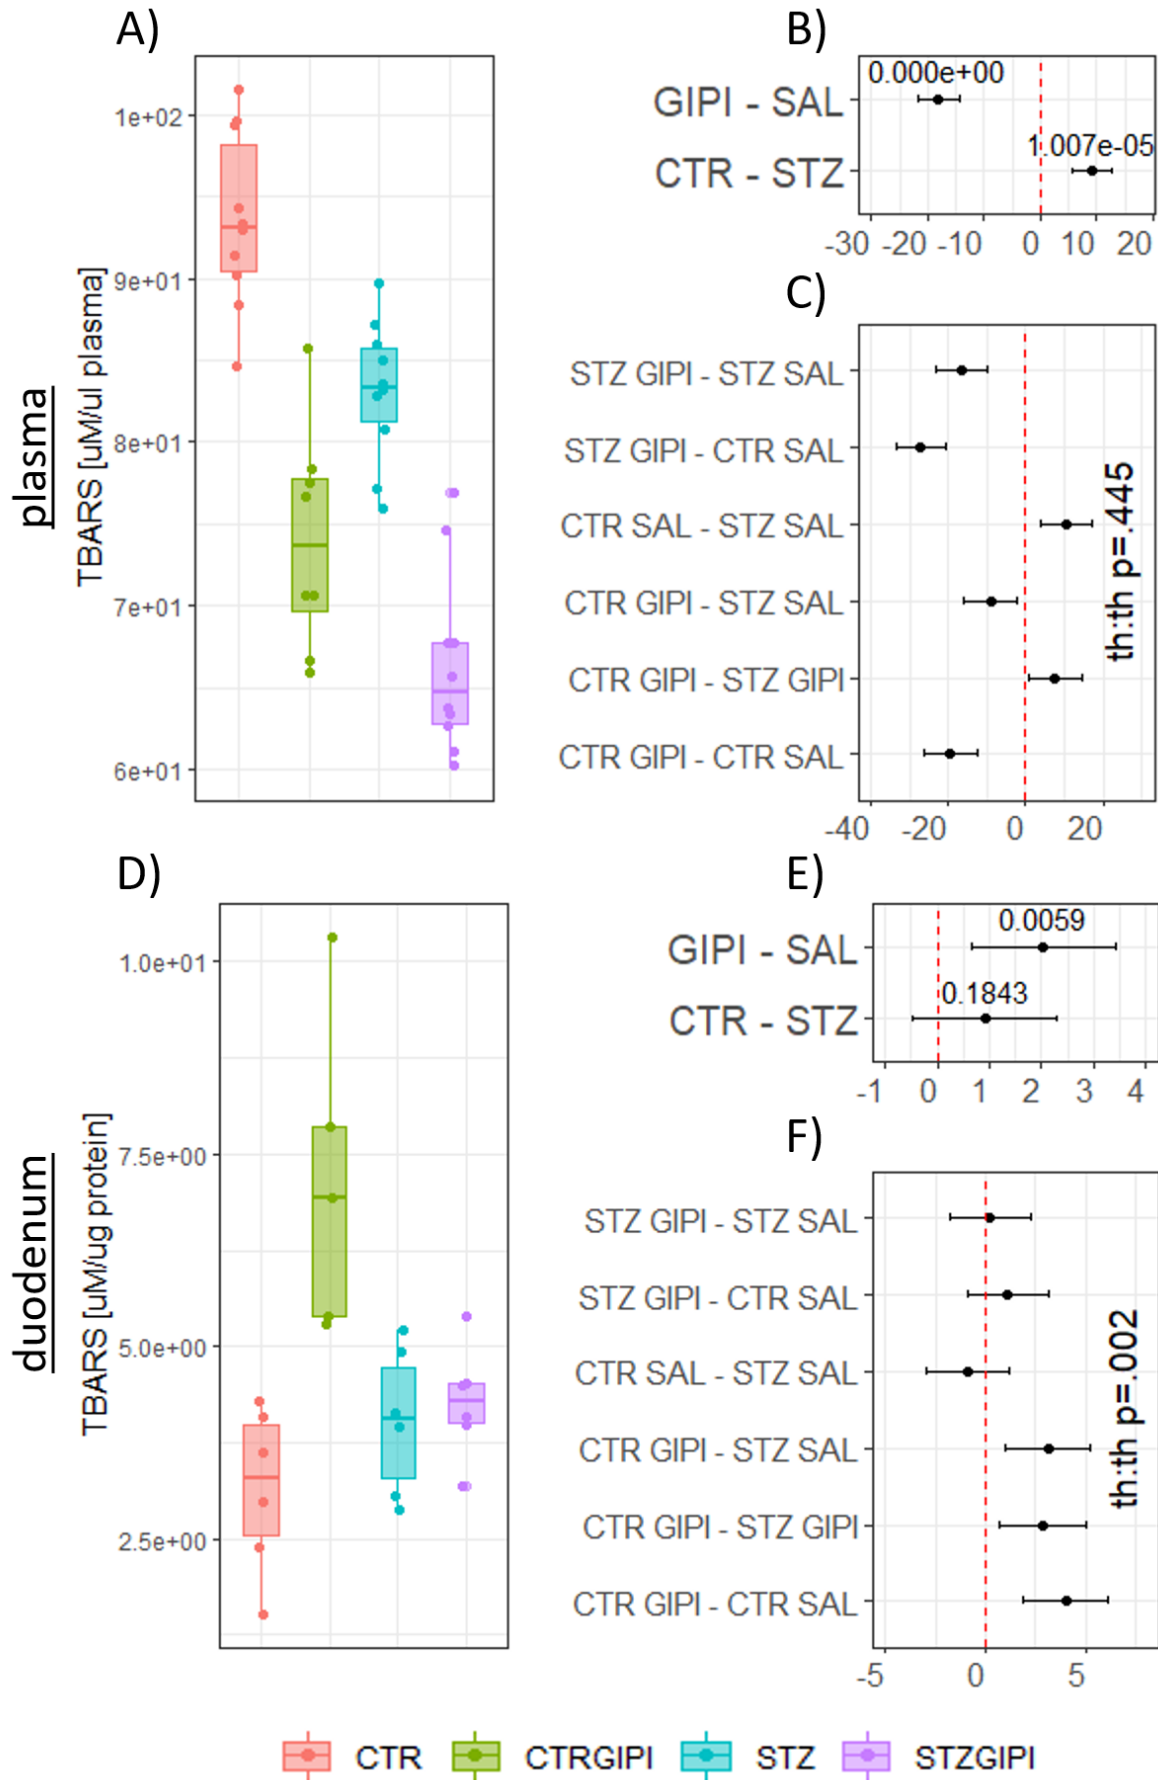 A)
plasma
TBARS [uM/ul plasma]
1e+02
9e+01
8e+01
7e+01
6e+01
B)
GIPI - SAL
CTR - STZ
0.000e+00
1.007e-05
-30 -20 -10 0 10 20
C)
STZ GIPI - STZ SAL
STZ GIPI - CTR SAL
CTR SAL - STZ SAL
CTR GIPI - STZ SAL
CTR GIPI - STZ GIPI
CTR GIPI - CTR SAL
th:th p=.445
-40 -20 0 20
D)
duodenum
TBARS [uM/ug protein]
1.0e+01
7.5e+00
5.0e+00
2.5e+00
E)
GIPI - SAL
CTR - STZ
0.0059
0.1843
-1 0 1 2 3 4
F)
STZ GIPI - STZ SAL
STZ GIPI - CTR SAL
CTR SAL - STZ SAL
CTR GIPI - STZ SAL
CTR GIPI - STZ GIPI
CTR GIPI - CTR SAL
th:th p=.002
-5 0 5
CTR CTRGIPI STZ STZGIPI